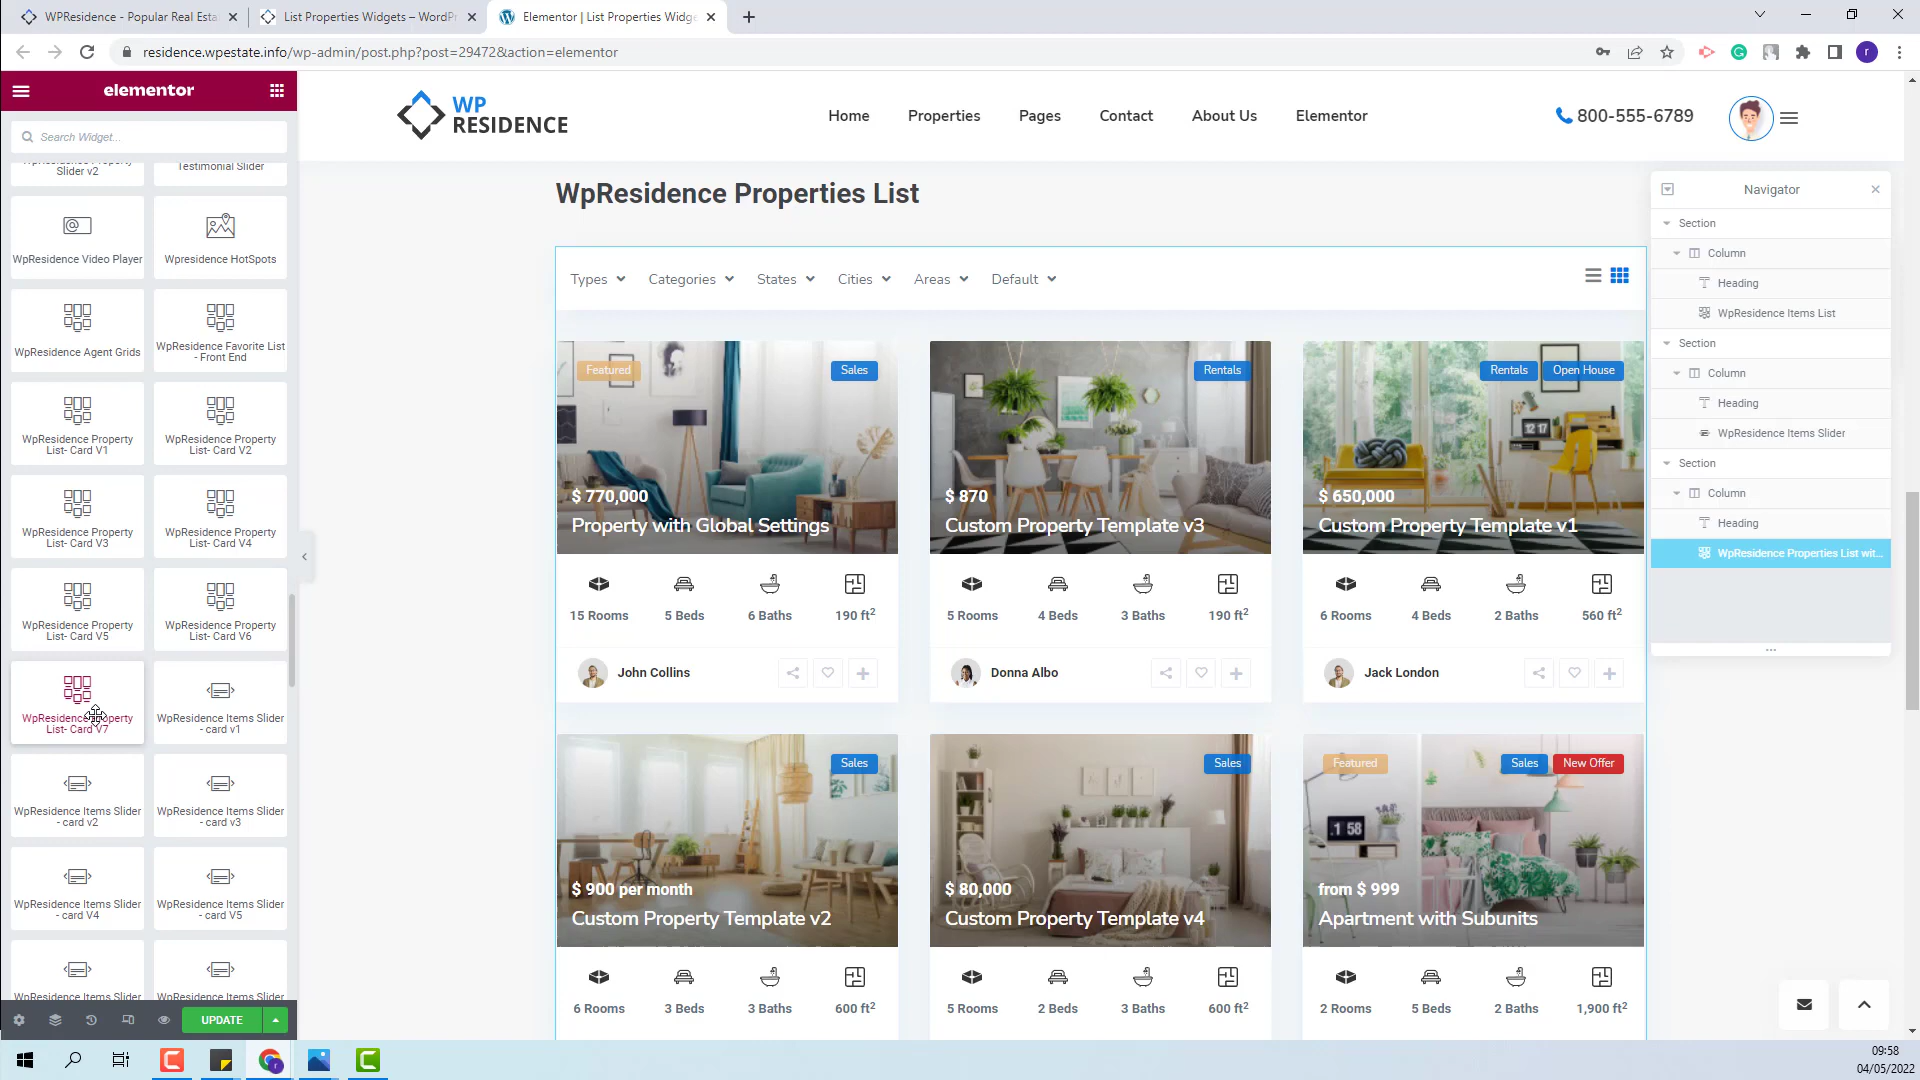 WPResidence - Popular Real Esta
List Properties Widgets – WordPr
Elementor | List Properties Widg
residence.wpestate.info/wp-admin/post.php?post=29472&action=elementor
elementor
Search Widget...
WpResidence Property
Slider v2
Testimonial Slider
WpResidence Video Player
Wpresidence HotSpots
WpResidence Agent Grids
WpResidence Favorite List
- Front End
WpResidence Property
List- Card V1
WpResidence Property
List- Card V2
WpResidence Property
List- Card V3
WpResidence Property
List- Card V4
WpResidence Property
List- Card V5
WpResidence Property
List- Card V6
WpResidence Property
List- Card V7
WpResidence Items Slider
- card v1
WpResidence Items Slider
- card v2
WpResidence Items Slider
- card v3
WpResidence Items Slider
- card V4
WpResidence Items Slider
- card V5
WpResidence Items Slider
WpResidence Items Slider
UPDATE
WP
RESIDENCE
Home
Properties
Pages
Contact
About Us
Elementor
800-555-6789
WpResidence Properties List
Types
Categories
States
Cities
Areas
Default
Featured
Sales
$ 770,000
Property with Global Settings
15 Rooms
5 Beds
6 Baths
190 ft²
John Collins
Rentals
$ 870
Custom Property Template v3
5 Rooms
4 Beds
3 Baths
190 ft²
Donna Albo
Rentals
Open House
12 17
$ 650,000
Custom Property Template v1
6 Rooms
4 Beds
2 Baths
560 ft²
Jack London
Sales
$ 900 per month
Custom Property Template v2
6 Rooms
3 Beds
3 Baths
600 ft²
Sales
$ 80,000
Custom Property Template v4
5 Rooms
2 Beds
3 Baths
600 ft²
Featured
Sales
New Offer
1 58
from $ 999
Apartment with Subunits
2 Rooms
5 Beds
2 Baths
1,900 ft²
Navigator
Section
Column
Heading
WpResidence Items List
Section
Column
Heading
WpResidence Items Slider
Section
Column
Heading
WpResidence Properties List wit...
r
09:58
04/05/2022